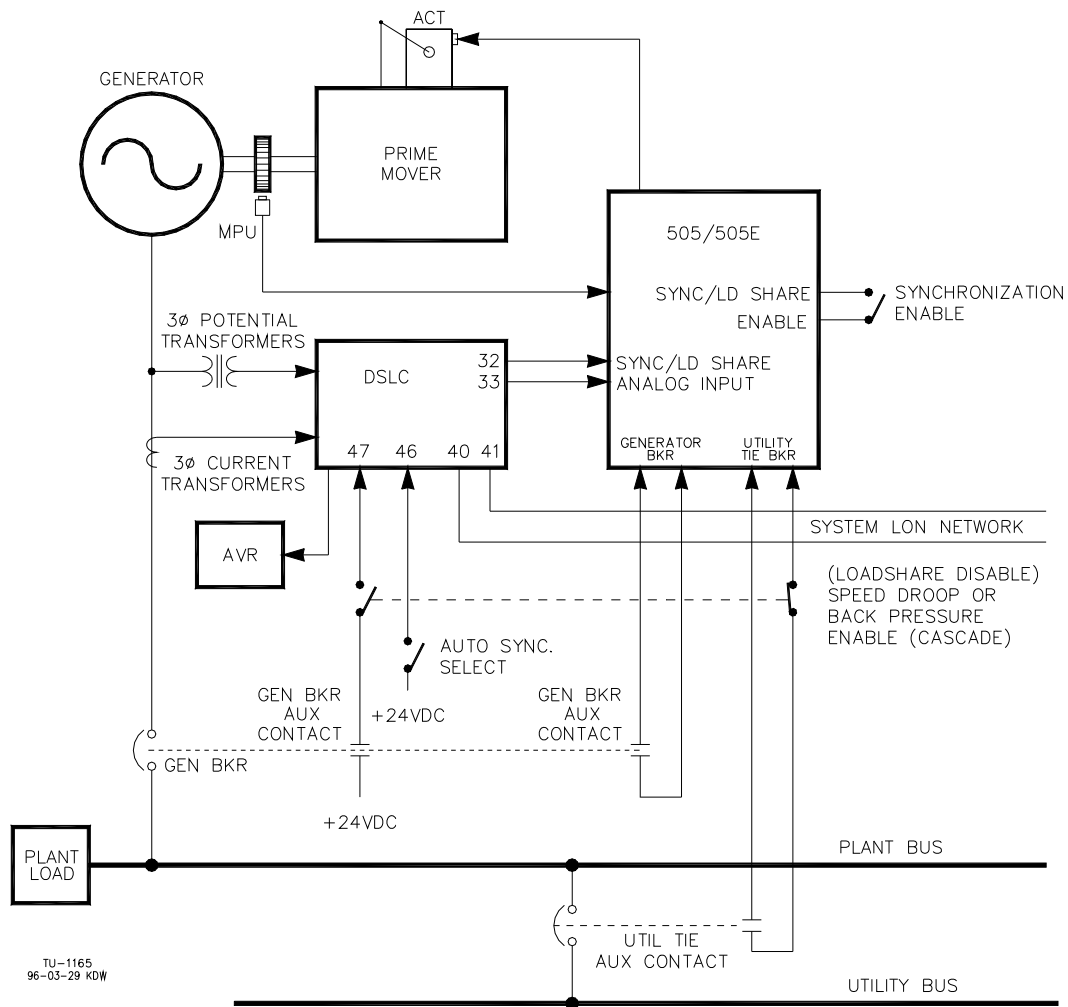 ACT
GENERATOR
PRIME
MOVER
MPU
505/505E
SYNC/LD SHARE
ENABLE
SYNCHRONIZATION
ENABLE
3ø POTENTIAL
TRANSFORMERS
DSLC
32
33
SYNC/LD SHARE
ANALOG INPUT
47
46
40
41
GENERATOR
BKR
UTILITY
TIE BKR
3ø CURRENT
TRANSFORMERS
AVR
SYSTEM LON NETWORK
(LOADSHARE DISABLE)
SPEED DROOP OR
BACK PRESSURE
ENABLE (CASCADE)
AUTO SYNC.
SELECT
+24VDC
GEN BKR
AUX
CONTACT
GEN BKR
AUX
CONTACT
GEN BKR
+24VDC
PLANT
LOAD
PLANT BUS
UTIL TIE
AUX CONTACT
TU-1165
96-03-29 KDW
UTILITY BUS